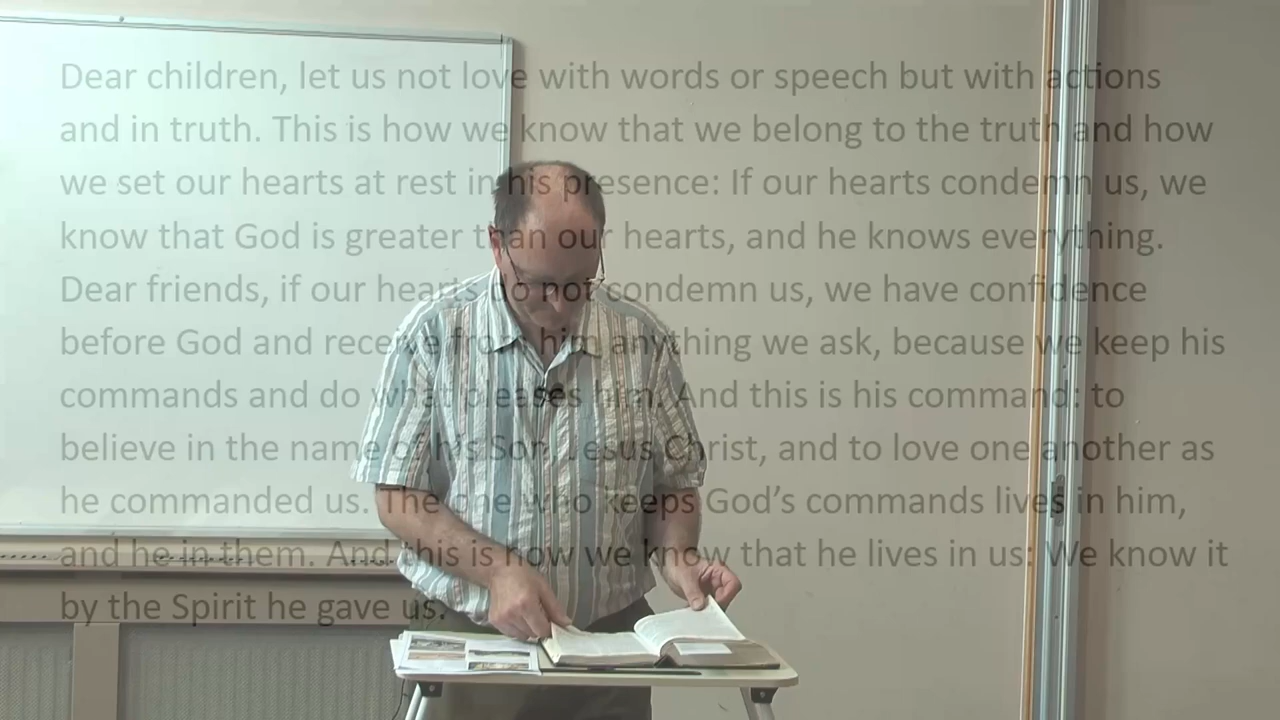 Dear children, let us not love with words or speech but with actions
and in truth. This is how we know that we belong to the truth and how
we set our hearts at rest in his presence: If our hearts condemn us, we
know that God is greater than our hearts, and he knows everything.
Dear friends, if our hearts do not condemn us, we have confidence
before God and receive from him anything we ask, because we keep his
commands and do what pleases him. And this is his command: to
believe in the name of his Son, Jesus Christ, and to love one another as
he commanded us. The one who keeps God’s commands lives in him,
and he in them. And this is how we know that he lives in us: We know it
by the Spirit he gave us.